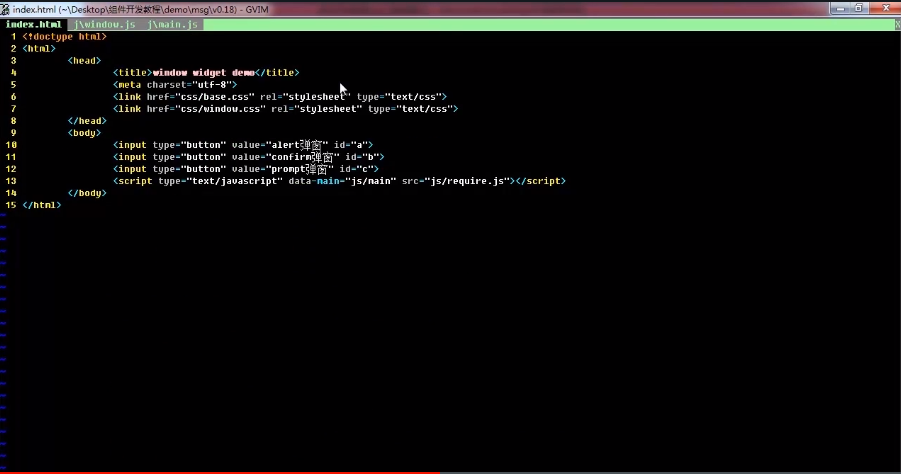 index.html (~\Desktop\组件开发教程\demo\msg\v0.18) - GVIM
index.html j\window.js j\main.js X
1 <!doctype html>
2 <html>
3 <head>
4 <title>window widget demo</title>
5 <meta charset="utf-8">
6 <link href="css/base.css" rel="stylesheet" type="text/css">
7 <link href="css/window.css" rel="stylesheet" type="text/css">
8 </head>
9 <body>
10 <input type="button" value="alert弹窗" id="a">
11 <input type="button" value="confirm弹窗" id="b">
12 <input type="button" value="prompt弹窗" id="c">
13 <script type="text/javascript" data-main="js/main" src="js/require.js"></script>
14 </body>
15 </html>